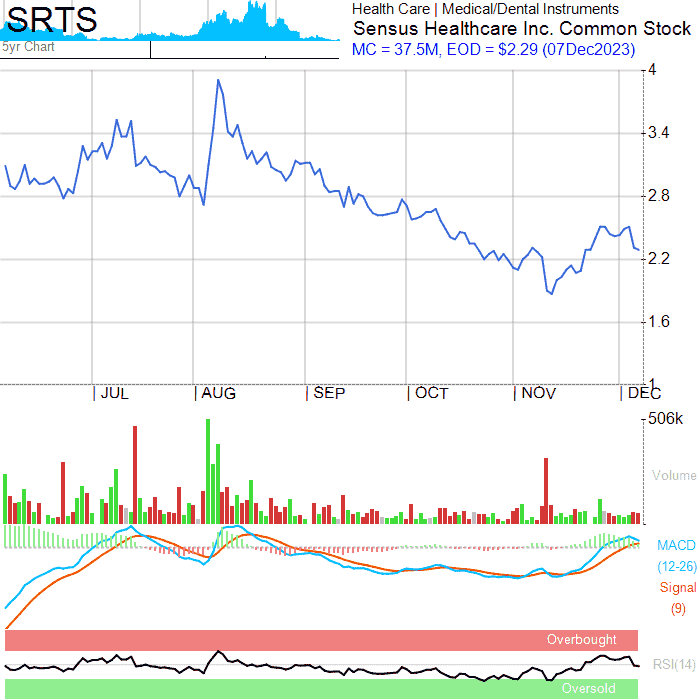 SRTS
5yr Chart
Health Care | Medical/Dental Instruments
Sensus Healthcare Inc. Common Stock
MC = 37.5M, EOD = $2.29 (07Dec2023)
4
3.4
2.8
2.2
1.6
1
JUL AUG SEP OCT NOV DEC
506k
Volume
MACD
(12-26)
Signal
(9)
Overbought
RSI(14)
Oversold